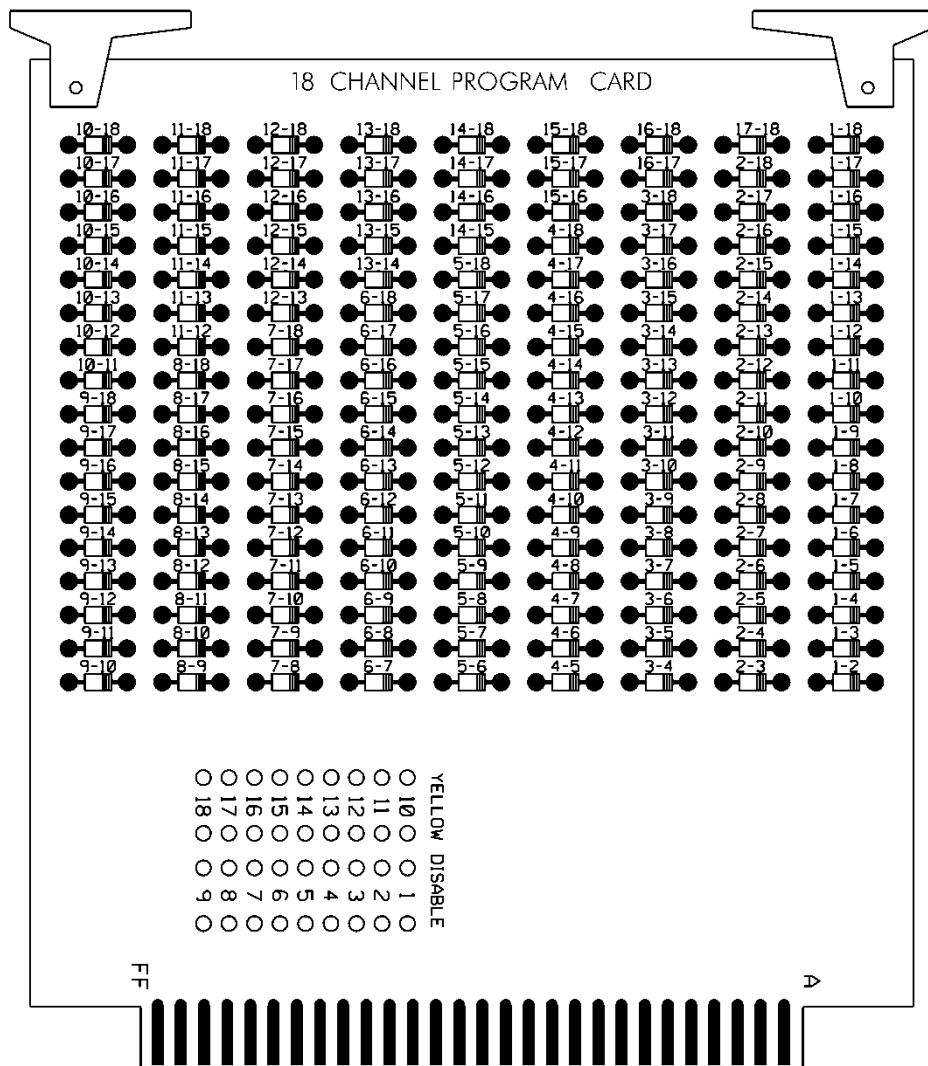 18 CHANNEL PROGRAM CARD
10-18 11-18 12-18 13-18 14-18 15-18 16-18 17-18 1-18
10-17 11-17 12-17 13-17 14-17 15-17 16-17 2-18 1-17
10-16 11-16 12-16 13-16 14-16 15-16 3-18 2-17 1-16
10-15 11-15 12-15 13-15 14-15 4-18 3-17 2-16 1-15
10-14 11-14 12-14 13-14 5-18 4-17 3-16 2-15 1-14
10-13 11-13 12-13 6-18 5-17 4-16 3-15 2-14 1-13
10-12 11-12 7-18 6-17 5-16 4-15 3-14 2-13 1-12
10-11 8-18 7-17 6-16 5-15 4-14 3-13 2-12 1-11
9-18 8-17 7-16 6-15 5-14 4-13 3-12 2-11 1-10
9-17 8-16 7-15 6-14 5-13 4-12 3-11 2-10 1-9
9-16 8-15 7-14 6-13 5-12 4-11 3-10 2-9 1-8
9-15 8-14 7-13 6-12 5-11 4-10 3-9 2-8 1-7
9-14 8-13 7-12 6-11 5-10 4-9 3-8 2-7 1-6
9-13 8-12 7-11 6-10 5-9 4-8 3-7 2-6 1-5
9-12 8-11 7-10 6-9 5-8 4-7 3-6 2-5 1-4
9-11 8-10 7-9 6-8 5-7 4-6 3-5 2-4 1-3
9-10 8-9 7-8 6-7 5-6 4-5 3-4 2-3 1-2
YELLOW DISABLE
10 1
11 2
12 3
13 4
14 5
15 6
16 7
17 8
18 9
FF
A